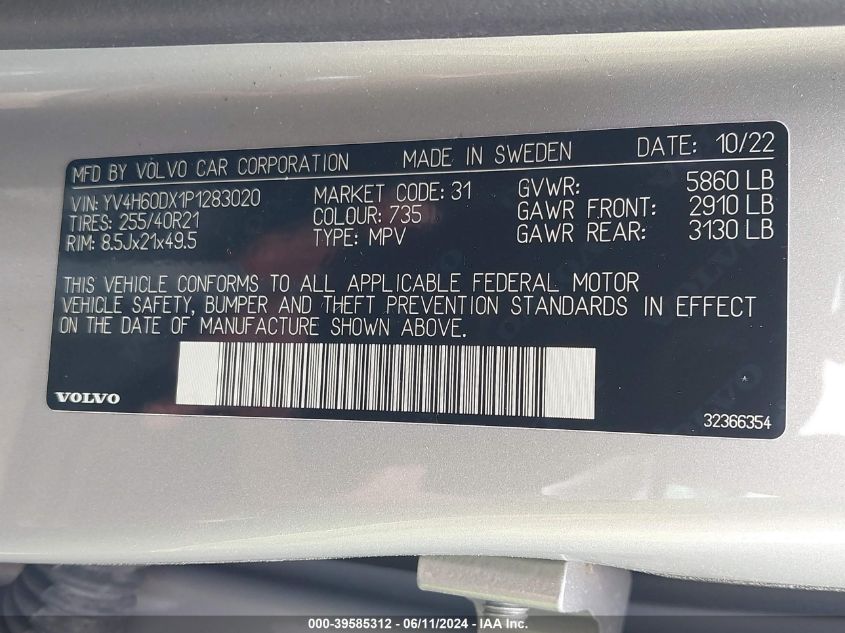 MFD BY VOLVO CAR CORPORATION MADE IN SWEDEN DATE: 10/22
VIN: YV4H60DX1P1283020 MARKET CODE: 31 GVWR: 5860 LB
TIRES: 255/40R21 COLOUR: 735 GAWR FRONT: 2910 LB
RIM: 8.5Jx21x49.5 TYPE: MPV GAWR REAR: 3130 LB
THIS VEHICLE CONFORMS TO ALL APPLICABLE FEDERAL MOTOR
VEHICLE SAFETY, BUMPER AND THEFT PREVENTION STANDARDS IN EFFECT
ON THE DATE OF MANUFACTURE SHOWN ABOVE.
VOLVO
32366354
000-39585312 - 06/11/2024 - IAA Inc.